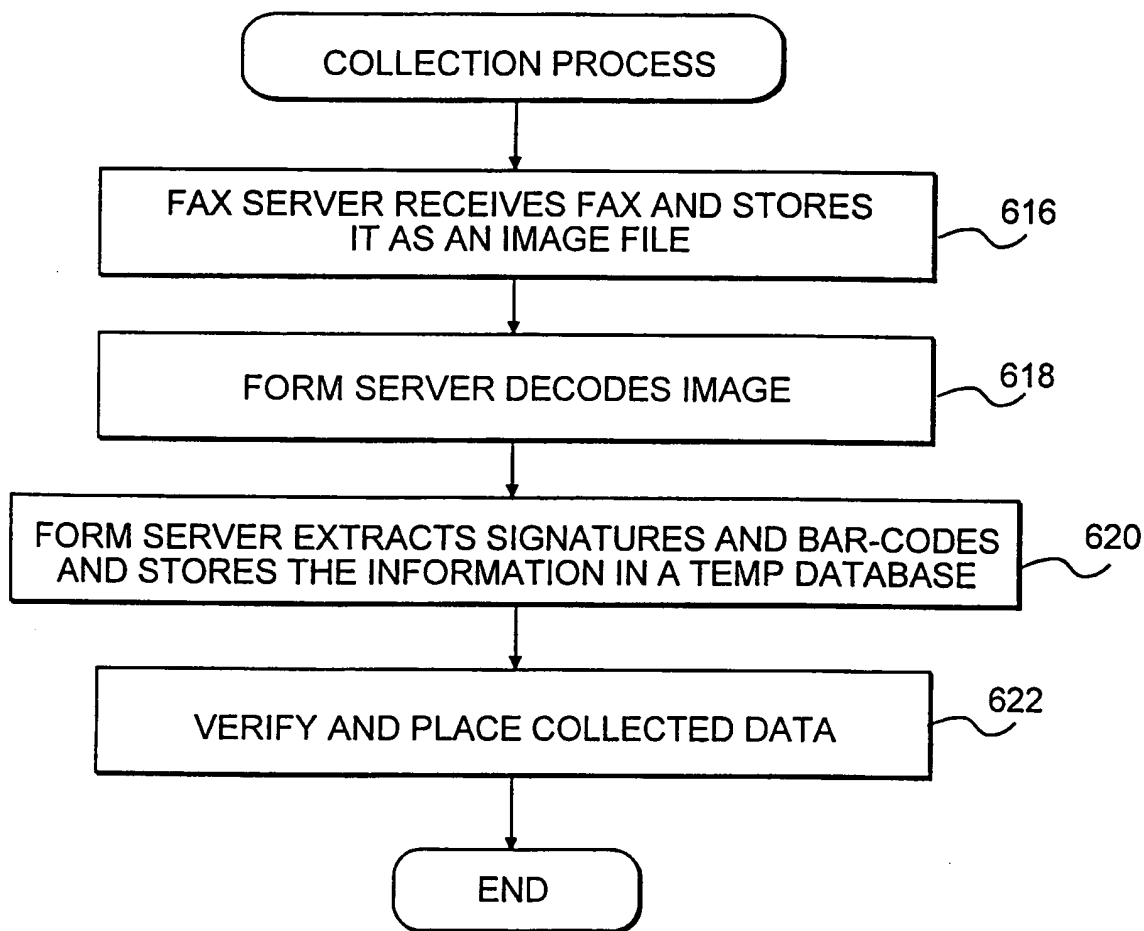 COLLECTION PROCESS
FAX SERVER RECEIVES FAX AND STORES
IT AS AN IMAGE FILE
616
FORM SERVER DECODES IMAGE
618
FORM SERVER EXTRACTS SIGNATURES AND BAR-CODES
AND STORES THE INFORMATION IN A TEMP DATABASE
620
VERIFY AND PLACE COLLECTED DATA
622
END